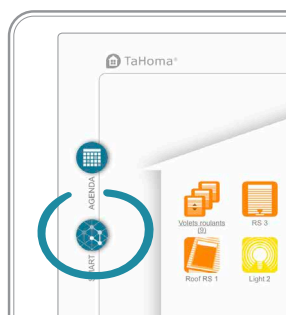 TaHoma®
AGENDA
SMART
Volets roulants
(9)
RS 3
Roof RS 1
Light 2